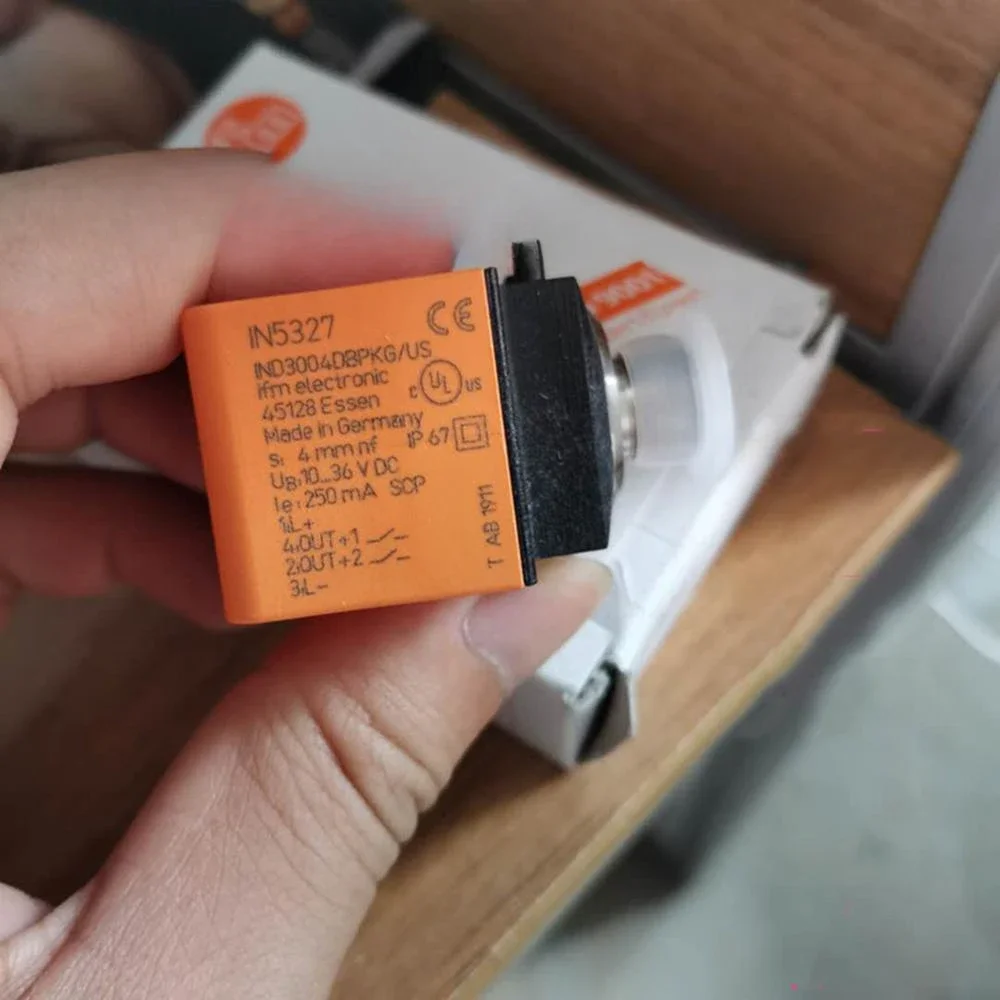 IN5327
CE
IND3004DBPKG/US
ifm electronic
c UL us
45128 Essen
Made in Germany
IP 67
s: 4 mm nf
UB:10...36 V DC
Ie: 250 mA SCP
1:L+
4:OUT+1
2:OUT+2
3:L-
T AB 1911